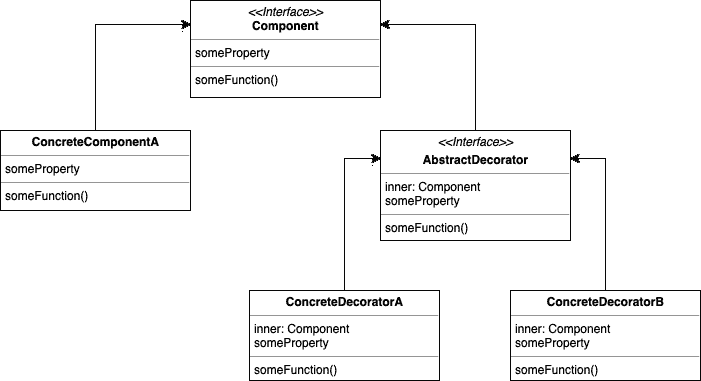 <<Interface>>
Component
someProperty
someFunction()
ConcreteComponentA
someProperty
someFunction()
<<Interface>>
AbstractDecorator
inner: Component
someProperty
someFunction()
ConcreteDecoratorA
inner: Component
someProperty
someFunction()
ConcreteDecoratorB
inner: Component
someProperty
someFunction()